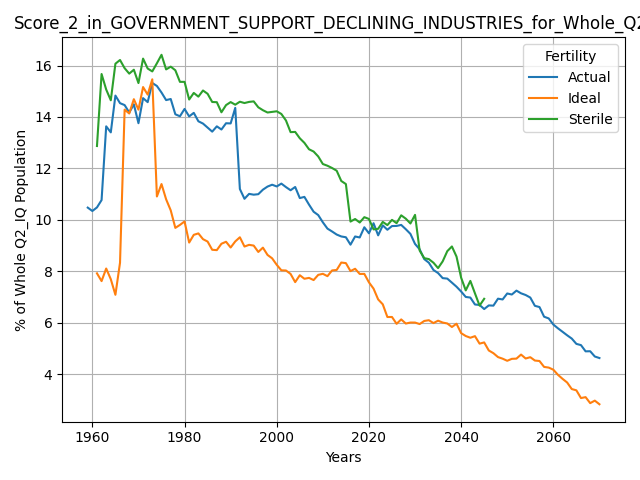 Score_2_in_GOVERNMENT_SUPPORT_DECLINING_INDUSTRIES_for_Whole_Q2
Fertility
Actual
Ideal
Sterile
% of Whole Q2_IQ Population
16
14
12
10
8
6
4
1960 1980 2000 2020 2040 2060
Years